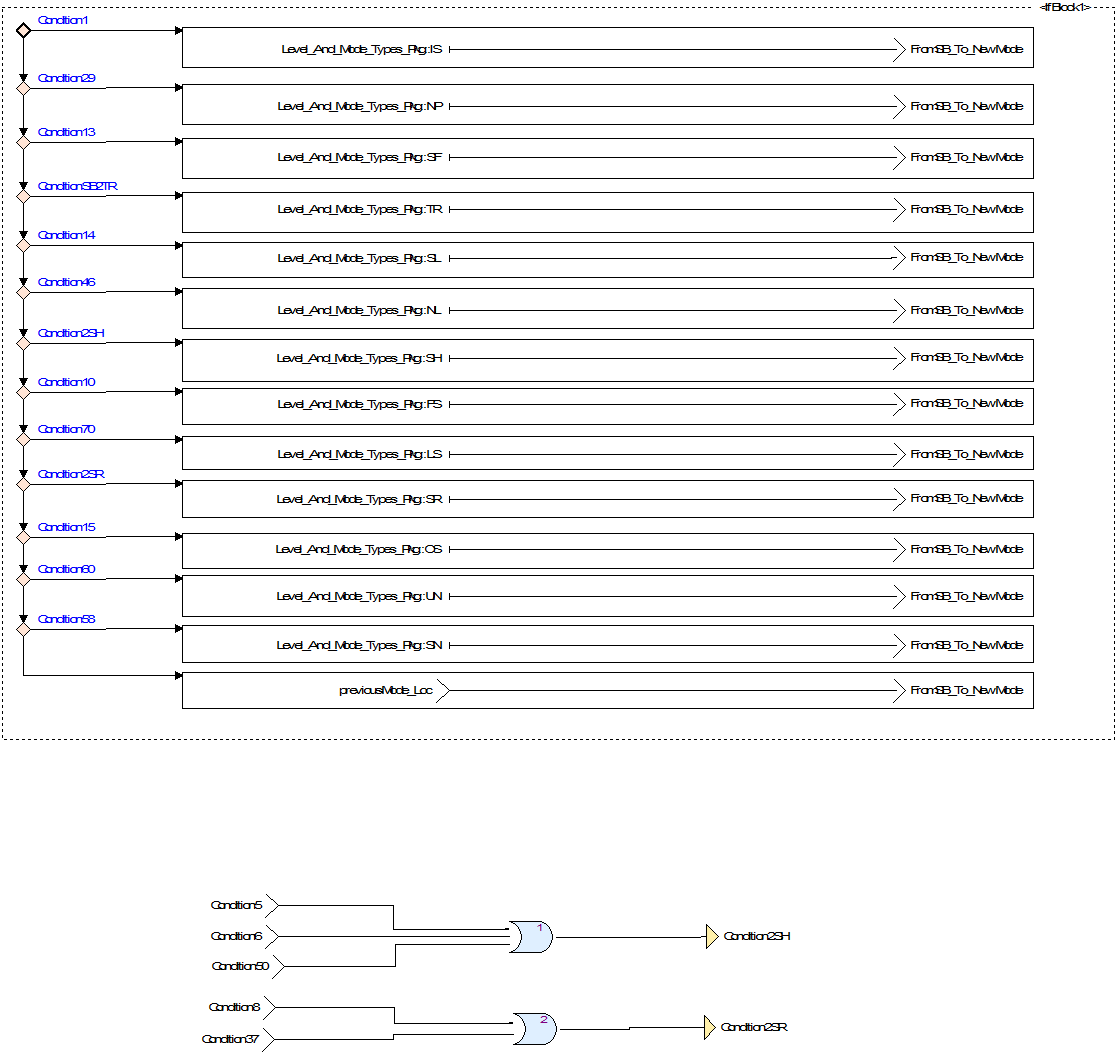 <If Block1>
Condition1
Level_And_Mode_Types_Pkg::IS FromSB_To_NewMode
Condition29
Level_And_Mode_Types_Pkg::NP FromSB_To_NewMode
Condition13
Level_And_Mode_Types_Pkg::SF FromSB_To_NewMode
ConditionSB2TR
Level_And_Mode_Types_Pkg::TR FromSB_To_NewMode
Condition14
Level_And_Mode_Types_Pkg::SL FromSB_To_NewMode
Condition46
Level_And_Mode_Types_Pkg::NL FromSB_To_NewMode
Condition2SH
Level_And_Mode_Types_Pkg::SH FromSB_To_NewMode
Condition10
Level_And_Mode_Types_Pkg::FS FromSB_To_NewMode
Condition70
Level_And_Mode_Types_Pkg::LS FromSB_To_NewMode
Condition2SR
Level_And_Mode_Types_Pkg::SR FromSB_To_NewMode
Condition15
Level_And_Mode_Types_Pkg::OS FromSB_To_NewMode
Condition60
Level_And_Mode_Types_Pkg::UN FromSB_To_NewMode
Condition58
Level_And_Mode_Types_Pkg::SN FromSB_To_NewMode
previousMode_Loc FromSB_To_NewMode
Condition5
1
Condition6
Condition2SH
Condition50
Condition8
2
Condition2SR
Condition37